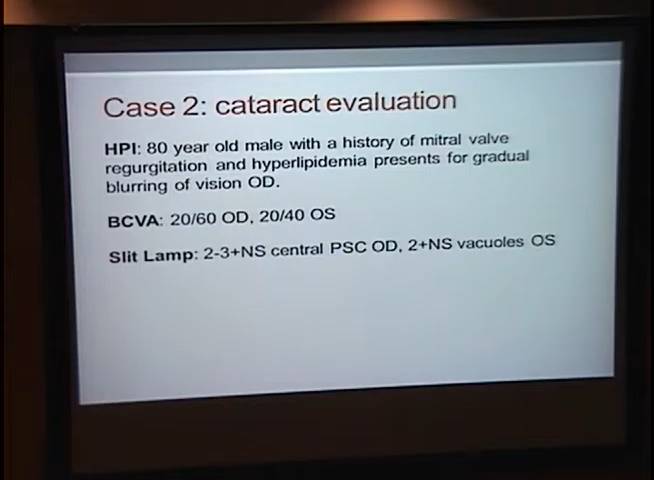 Case 2: cataract evaluation
HPI: 80 year old male with a history of mitral valve
regurgitation and hyperlipidemia presents for gradual
blurring of vision OD.
BCVA: 20/60 OD, 20/40 OS
Slit Lamp: 2-3+NS central PSC OD, 2+NS vacuoles OS